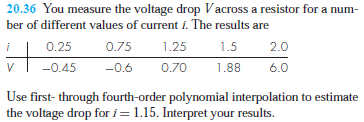 20.36 You measure the voltage drop V across a resistor for a num-
ber of different values of current i. The results are
i 0.25 0.75 1.25 1.5 2.0
V –0.45 –0.6 0.70 1.88 6.0
Use first- through fourth-order polynomial interpolation to estimate
the voltage drop for i = 1.15. Interpret your results.